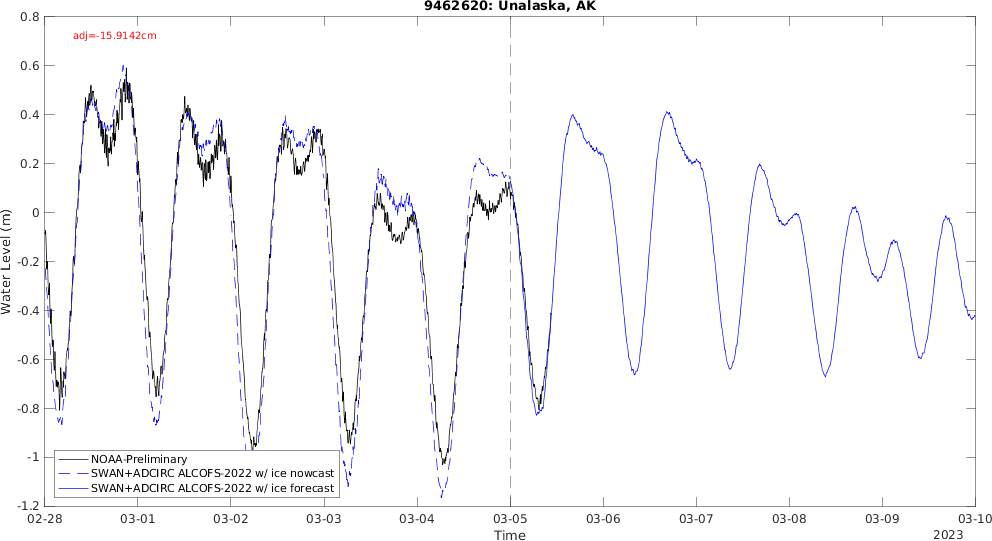 9462620: Unalaska, AK
adj=-15.9142cm
0.8
0.6
0.4
0.2
0
-0.2
-0.4
-0.6
-0.8
-1
-1.2
Water Level (m)
NOAA-Preliminary
SWAN+ADCIRC ALCOFS-2022 w/ ice nowcast
SWAN+ADCIRC ALCOFS-2022 w/ ice forecast
02-28 03-01 03-02 03-03 03-04 03-05 03-06 03-07 03-08 03-09 03-10
Time
2023